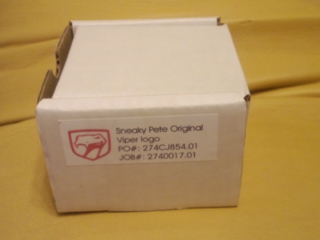 Sneaky Pete Original
Viper logo
PO#: 274CJ854.01
JOB#: 2740017.01